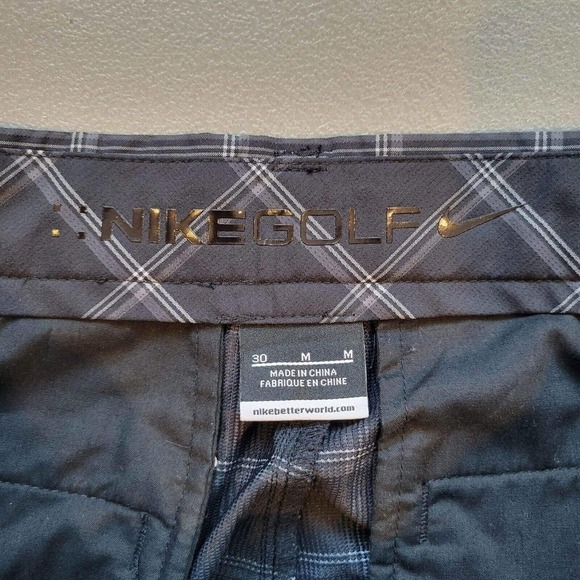 NIKEGOLF
30 M M
MADE IN CHINA
FABRIQUE EN CHINE
nikebetterworld.com